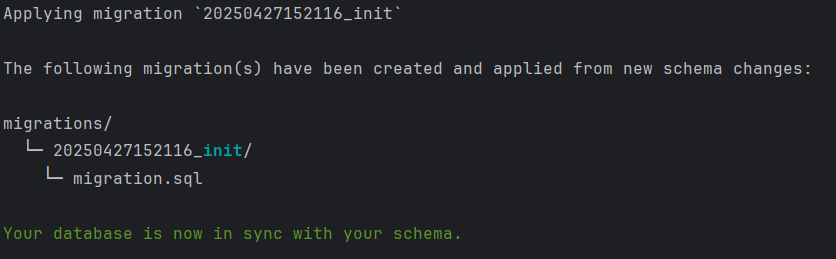 Applying migration `20250427152116_init`
The following migration(s) have been created and applied from new schema changes:
migrations/
└─ 20250427152116_init/
└─ migration.sql
Your database is now in sync with your schema.